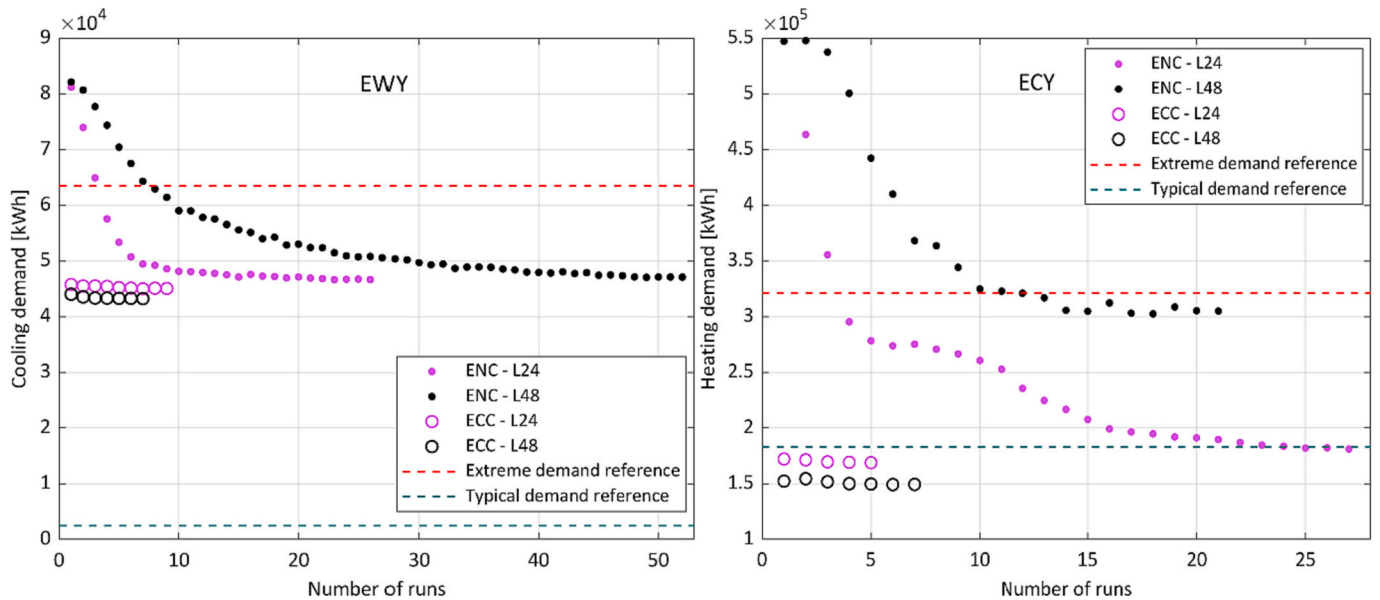 ×10⁴
EWY
9
8
7
6
5
4
3
2
1
0
Cooling demand [kWh]
0 10 20 30 40 50
Number of runs
ENC - L24
ENC - L48
ECC - L24
ECC - L48
Extreme demand reference
Typical demand reference
×10⁵
ECY
5.5
5
4.5
4
3.5
3
2.5
2
1.5
1
Heating demand [kWh]
0 5 10 15 20 25
Number of runs
ENC - L24
ENC - L48
ECC - L24
ECC - L48
Extreme demand reference
Typical demand reference